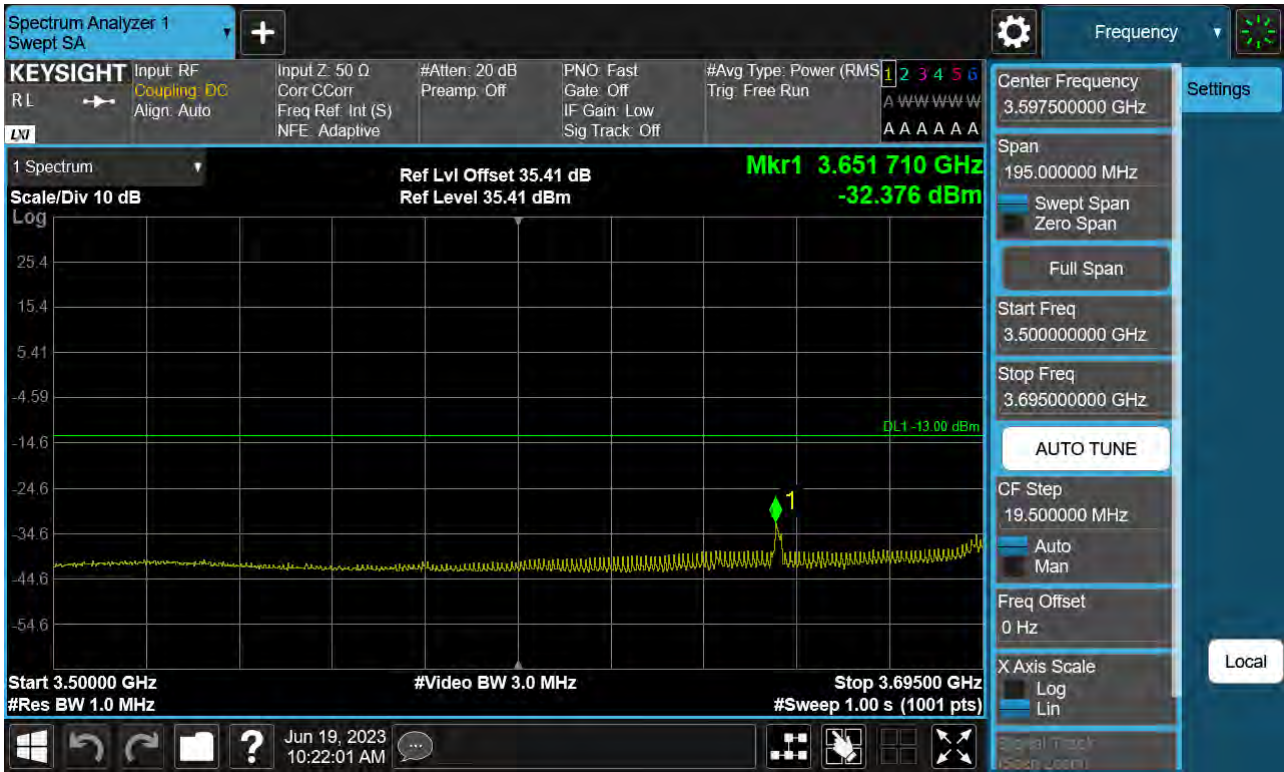 Spectrum Analyzer 1
Swept SA
+
Frequency
KEYSIGHT
RL
LXI
Input: RF
Coupling: DC
Align: Auto
Input Z: 50 Ω
Corr CCorr
Freq Ref: Int (S)
NFE: Adaptive
#Atten: 20 dB
Preamp: Off
PNO: Fast
Gate: Off
IF Gain: Low
Sig Track: Off
#Avg Type: Power (RMS
Trig: Free Run
1 2 3 4 5 6
A W W W W W
A A A A A A
1 Spectrum
Scale/Div 10 dB
Log
Ref Lvl Offset 35.41 dB
Ref Level 35.41 dBm
Mkr1 3.651 710 GHz
-32.376 dBm
25.4
15.4
5.41
-4.59
DL1 -13.00 dBm
-14.6
-24.6
1
-34.6
-44.6
-54.6
Start 3.50000 GHz
#Video BW 3.0 MHz
Stop 3.69500 GHz
#Res BW 1.0 MHz
#Sweep 1.00 s (1001 pts)
Center Frequency
3.597500000 GHz
Settings
Span
195.000000 MHz
Swept Span
Zero Span
Full Span
Start Freq
3.500000000 GHz
Stop Freq
3.695000000 GHz
AUTO TUNE
CF Step
19.500000 MHz
Auto
Man
Freq Offset
0 Hz
X Axis Scale
Log
Lin
Local
Signal Track
(Span Zoom)
?
Jun 19, 2023
10:22:01 AM